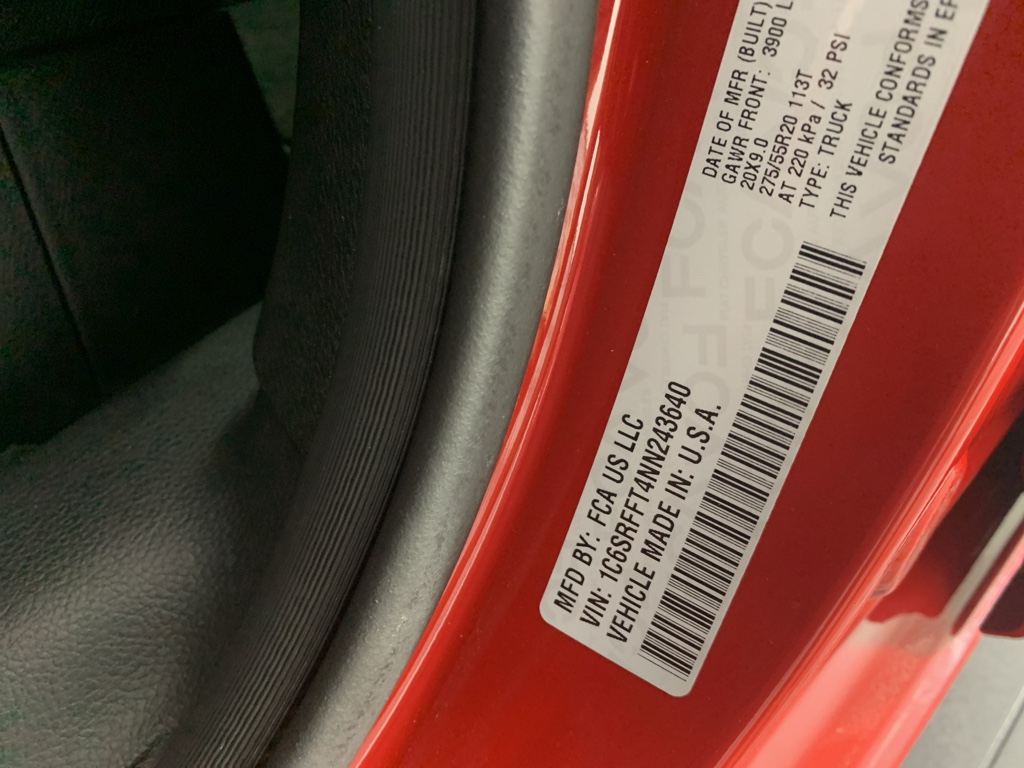 MFD BY: FCA US LLC
VIN: 1C6SRFFT4NN243640
VEHICLE MADE IN: U.S.A.
DATE OF MFR (BUILT)
GAWR FRONT: 3900 L
20X9.0
275/55R20 113T
AT 220 kPa / 32 PSI
TYPE: TRUCK
THIS VEHICLE CONFORMS
STANDARDS IN EF